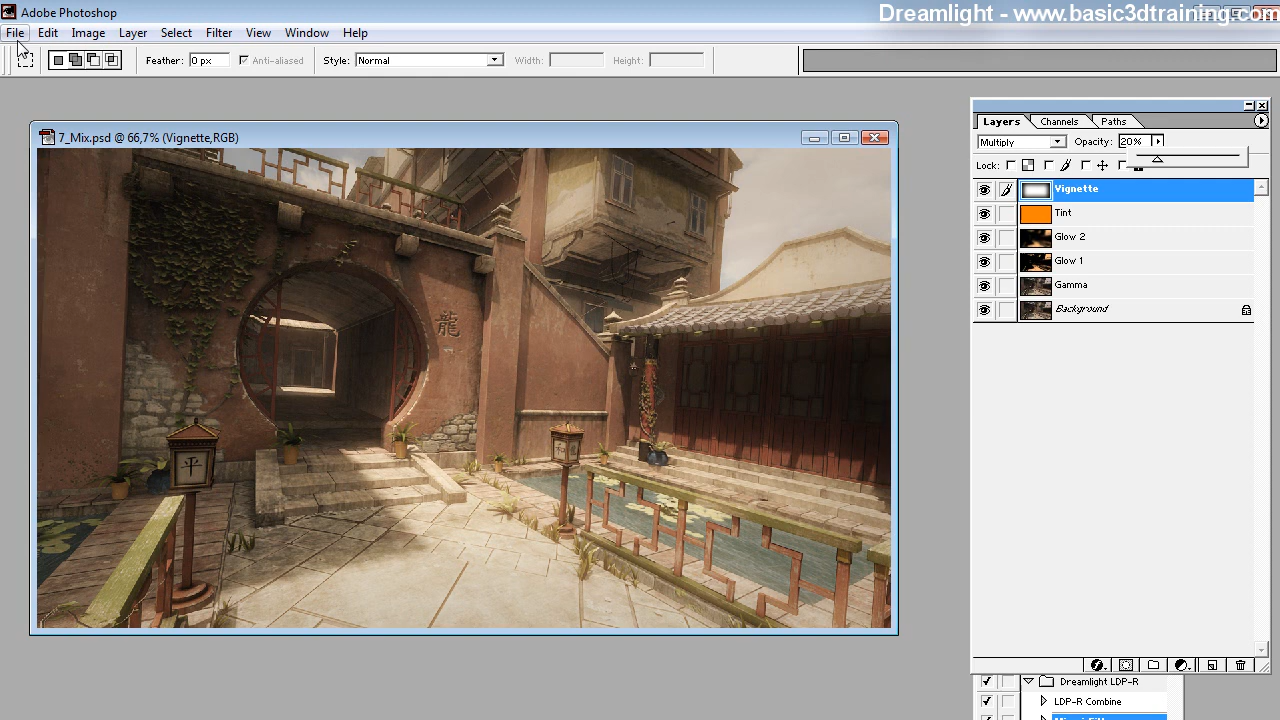 Adobe Photoshop
Dreamlight - www.basic3dtraining.com
File Edit Image Layer Select Filter View Window Help
Feather: 0 px Anti-aliased Style: Normal Width: Height:
7_Mix.psd @ 66,7% (Vignette,RGB)
Layers Channels Paths
Multiply Opacity: 20%
Lock:
Vignette
Tint
Glow 2
Glow 1
Gamma
Background
龍
平
Dreamlight LDP-R
LDP-R Combine